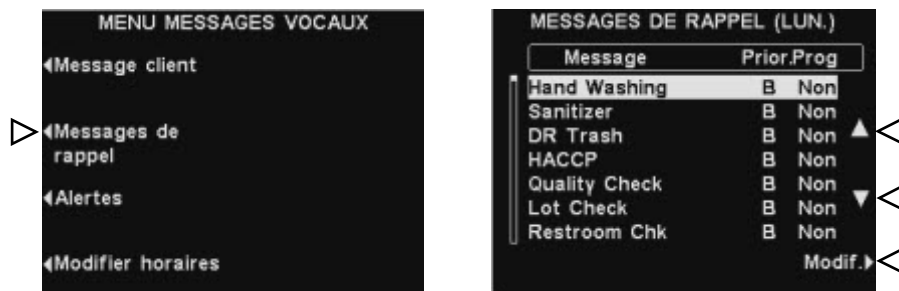 MENU MESSAGES VOCAUX
Message client
Messages de
rappel
Alertes
Modifier horaires
MESSAGES DE RAPPEL (LUN.)
Message Prior.Prog
Hand Washing B Non
Sanitizer B Non
DR Trash B Non
HACCP B Non
Quality Check B Non
Lot Check B Non
Restroom Chk B Non
Modif.